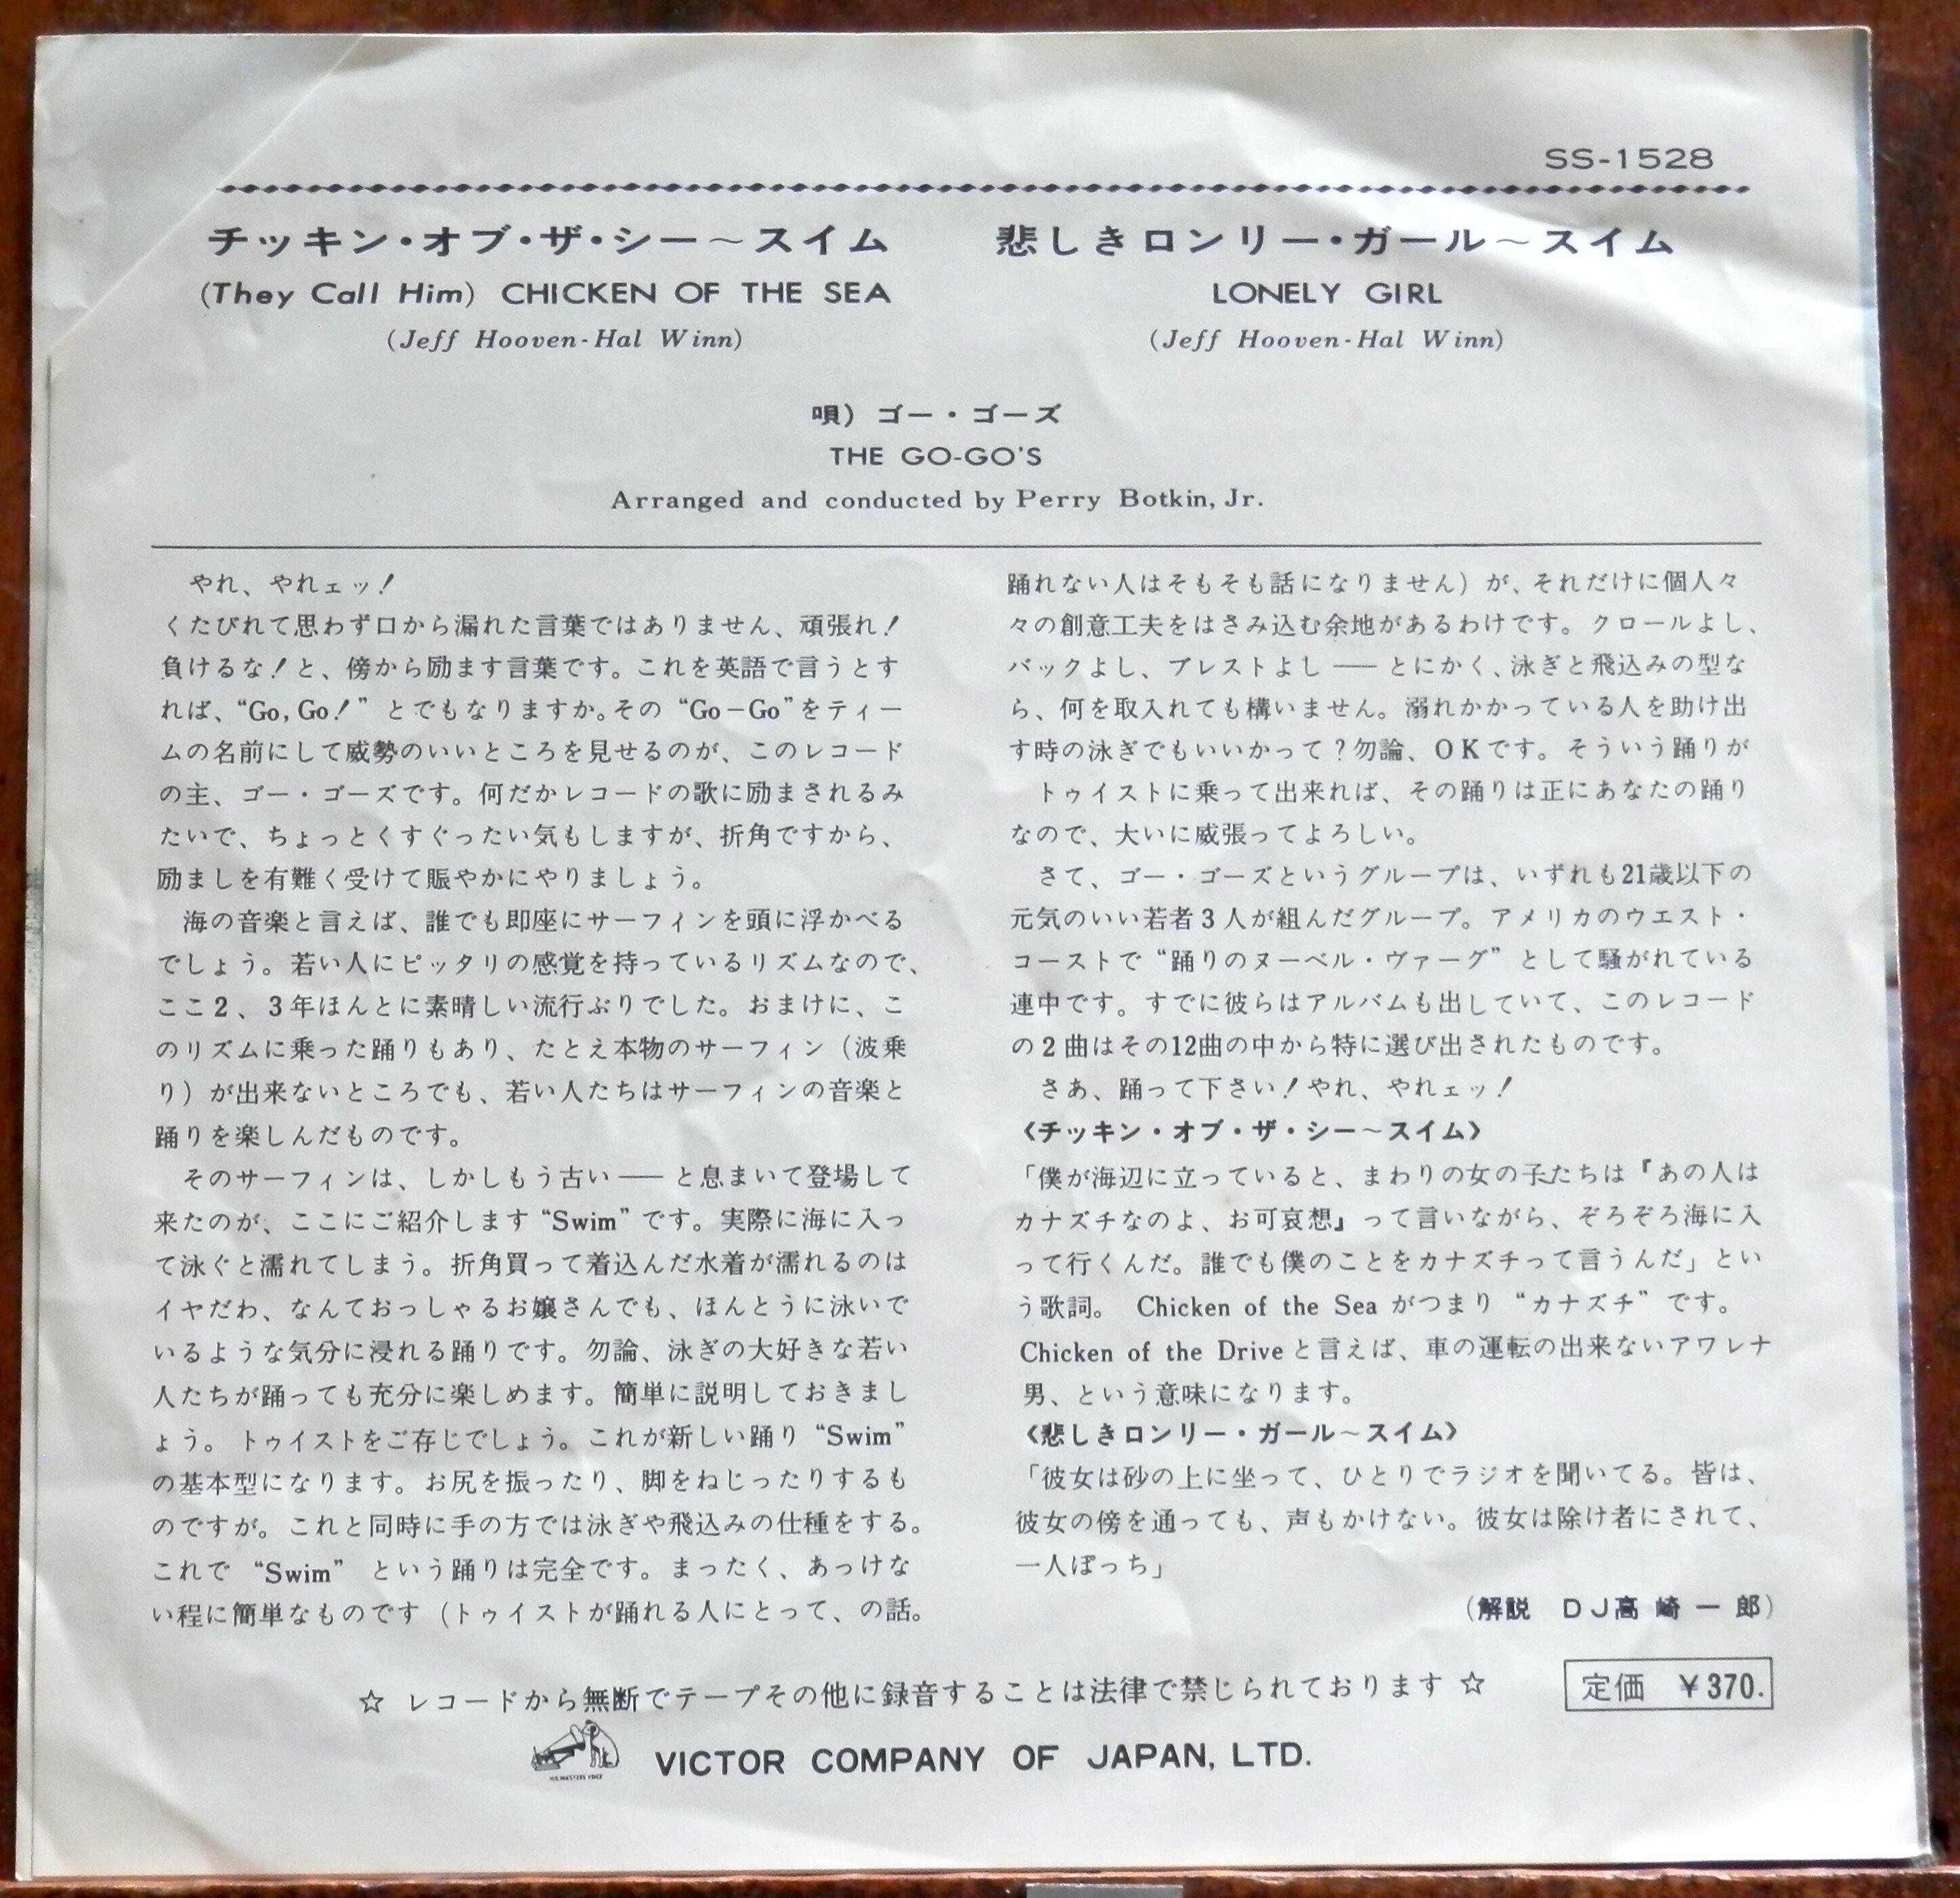 SS-1528
チッキン・オブ・ザ・シー～スイム
(They Call Him) CHICKEN OF THE SEA
(Jeff Hooven-Hal Winn)
悲しきロンリー・ガール～スイム
LONELY GIRL
(Jeff Hooven-Hal Winn)
唄）ゴー・ゴーズ
THE GO-GO'S
Arranged and conducted by Perry Botkin, Jr.
やれ、やれェッ！
くたびれて思わず口から漏れた言葉ではありません、頑張れ！
負けるな！と、傍から励ます言葉です。これを英語で言うとす
れば、“Go, Go！” とでもなりますか。その “Go－Go”をティー
ムの名前にして威勢のいいところを見せるのが、このレコード
の主、ゴー・ゴーズです。何だかレコードの歌に励まされるみ
たいで、ちょっとくすぐったい気もしますが、折角ですから、
励ましを有難く受けて賑やかにやりましょう。
海の音楽と言えば、誰でも即座にサーフィンを頭に浮かべる
でしょう。若い人にピッタリの感覚を持っているリズムなので、
ここ２、３年ほんとに素晴しい流行ぶりでした。おまけに、こ
のリズムに乗った踊りもあり、たとえ本物のサーフィン（波乗
り）が出来ないところでも、若い人たちはサーフィンの音楽と
踊りを楽しんだものです。
そのサーフィンは、しかしもう古い ── と息まいて登場して
来たのが、ここにご紹介します “Swim” です。実際に海に入っ
て泳ぐと濡れてしまう。折角買って着込んだ水着が濡れるのは
イヤだわ、なんておっしゃるお嬢さんでも、ほんとうに泳いで
いるような気分に浸れる踊りです。勿論、泳ぎの大好きな若い
人たちが踊っても充分に楽しめます。簡単に説明しておきまし
ょう。トゥイストをご存じでしょう。これが新しい踊り “Swim”
の基本型になります。お尻を振ったり、脚をねじったりするも
のですが。これと同時に手の方では泳ぎや飛込みの仕種をする。
これで “Swim” という踊りは完全です。まったく、あっけな
い程に簡単なものです（トゥイストが踊れる人にとって、の話。
踊れない人はそもそも話になりません）が、それだけに個人々
々の創意工夫をはさみ込む余地があるわけです。クロールよし、
バックよし、ブレストよし ── とにかく、泳ぎと飛込みの型な
ら、何を取入れても構いません。溺れかかっている人を助け出
す時の泳ぎでもいいかって？勿論、ＯＫです。そういう踊りが
トゥイストに乗って出来れば、その踊りは正にあなたの踊り
なので、大いに威張ってよろしい。
さて、ゴー・ゴーズというグループは、いずれも21歳以下の
元気のいい若者３人が組んだグループ。アメリカのウエスト・
コーストで “踊りのヌーベル・ヴァーグ” として騒がれている
連中です。すでに彼らはアルバムも出していて、このレコード
の２曲はその12曲の中から特に選び出されたものです。
さあ、踊って下さい！やれ、やれェッ！
〈チッキン・オブ・ザ・シー～スイム〉
「僕が海辺に立っていると、まわりの女の子たちは『あの人は
カナズチなのよ、お可哀想』って言いながら、ぞろぞろ海に入
って行くんだ。誰でも僕のことをカナズチって言うんだ」とい
う歌詞。 Chicken of the Sea がつまり “カナズチ” です。
Chicken of the Drive と言えば、車の運転の出来ないアワレナ
男、という意味になります。
〈悲しきロンリー・ガール～スイム〉
「彼女は砂の上に坐って、ひとりでラジオを聞いてる。皆は、
彼女の傍を通っても、声もかけない。彼女は除け者にされて、
一人ぼっち」
（解説 ＤＪ高崎一郎）
☆ レコードから無断でテープその他に録音することは法律で禁じられております ☆
定価 ￥370.
HIS MASTERS VOICE
VICTOR COMPANY OF JAPAN, LTD.